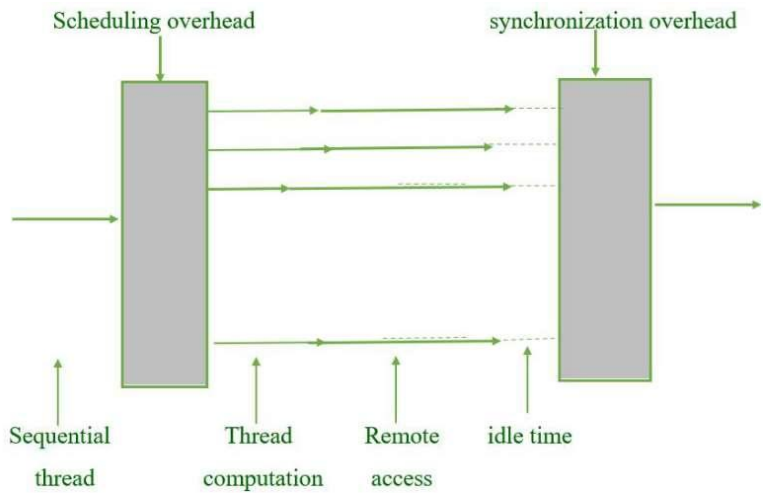 Scheduling overhead
synchronization overhead
Sequential
thread
Thread
computation
Remote
access
idle time